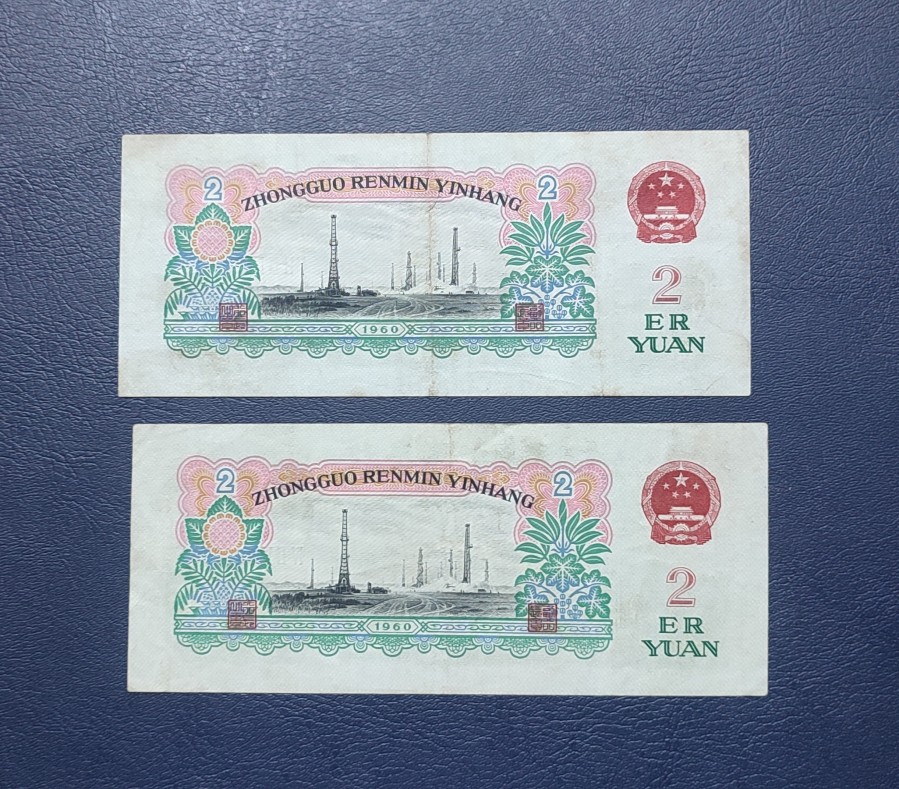 2 ZHONGGUO RENMIN YINHANG 2
2
ER
YUAN
1960
2 ZHONGGUO RENMIN YINHANG 2
2
ER
YUAN
1960